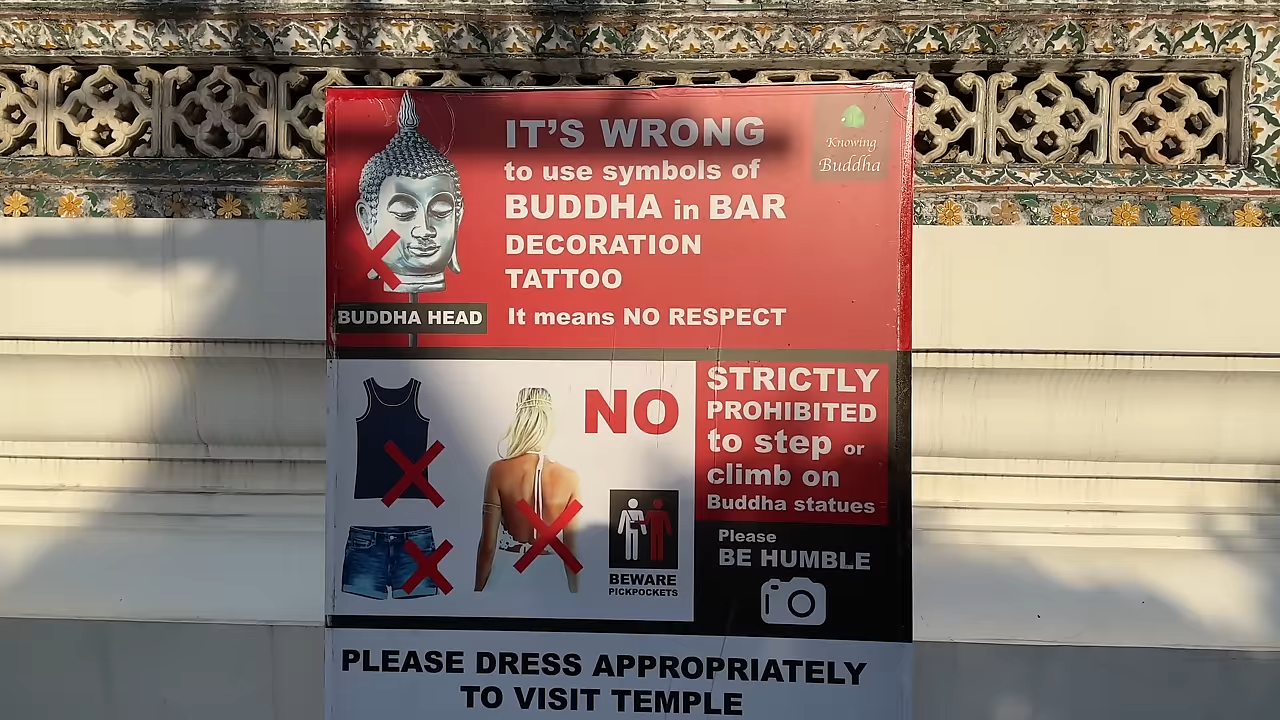 IT'S WRONG
to use symbols of
BUDDHA in BAR
DECORATION
TATTOO
It means NO RESPECT
Knowing
Buddha
BUDDHA HEAD
NO
BEWARE
PICKPOCKETS
STRICTLY
PROHIBITED
to step or
climb on
Buddha statues
Please
BE HUMBLE
PLEASE DRESS APPROPRIATELY
TO VISIT TEMPLE